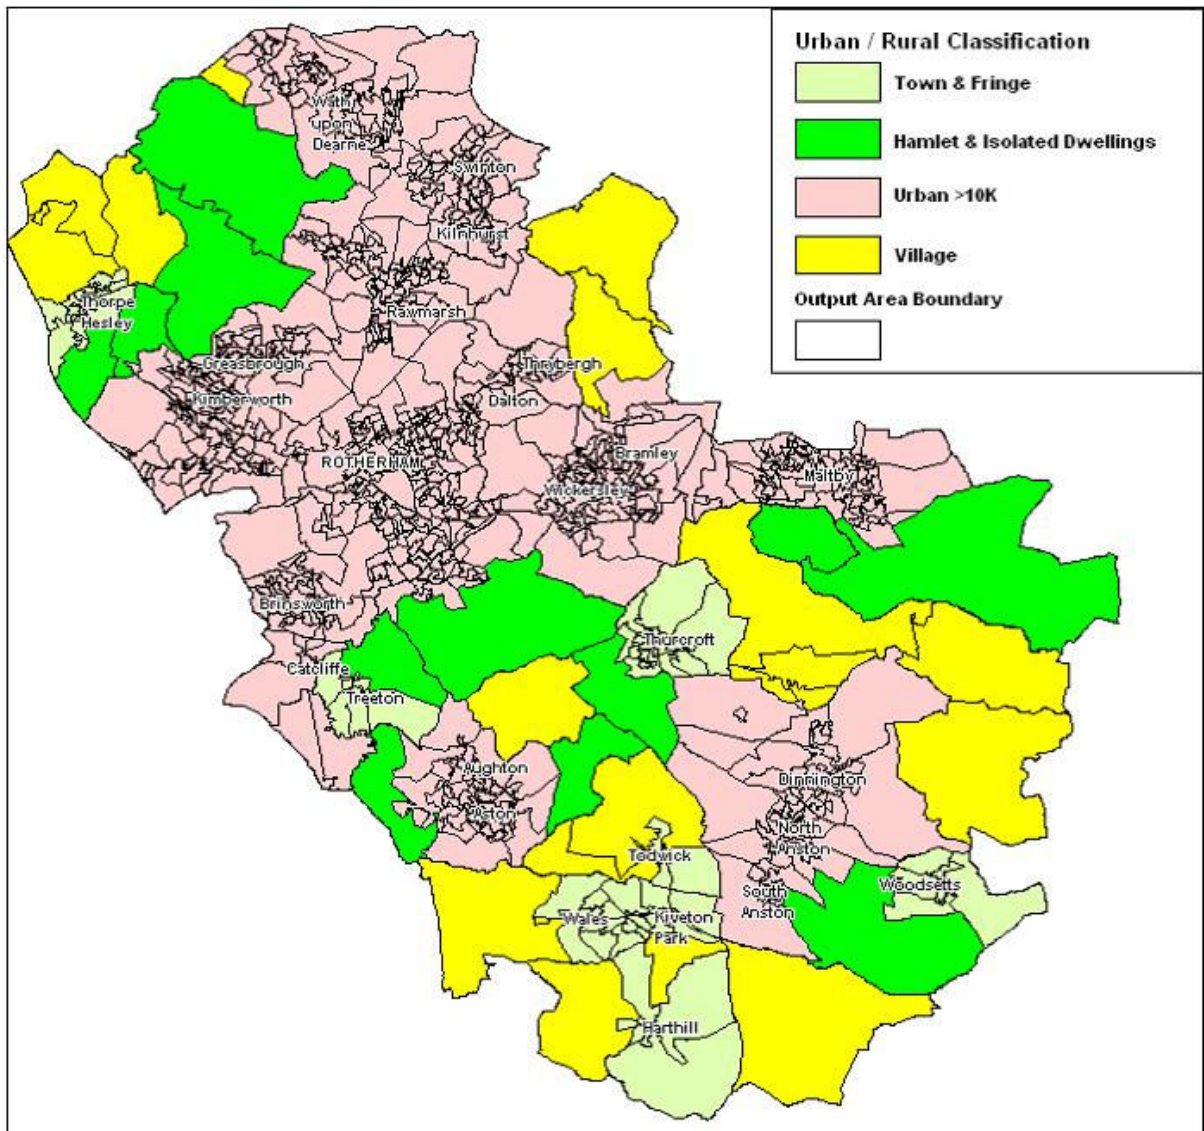 Urban / Rural Classification
Town & Fringe
Hamlet & Isolated Dwellings
Urban >10K
Village
Output Area Boundary
Wath
upon
Dearne
Swinton
Kilnhurst
Thorpe
Hesley
Rawmarsh
Greasbrough
Thrybergh
Kimberworth
Dalton
ROTHERHAM
Bramley
Wickersley
Maltby
Brinsworth
Thurcroft
Catcliffe
Treeton
Aughton
Dinnington
Aston
North
Anston
Todwick
Woodsetts
South
Anston
Wales
Kiveton
Park
Harthill